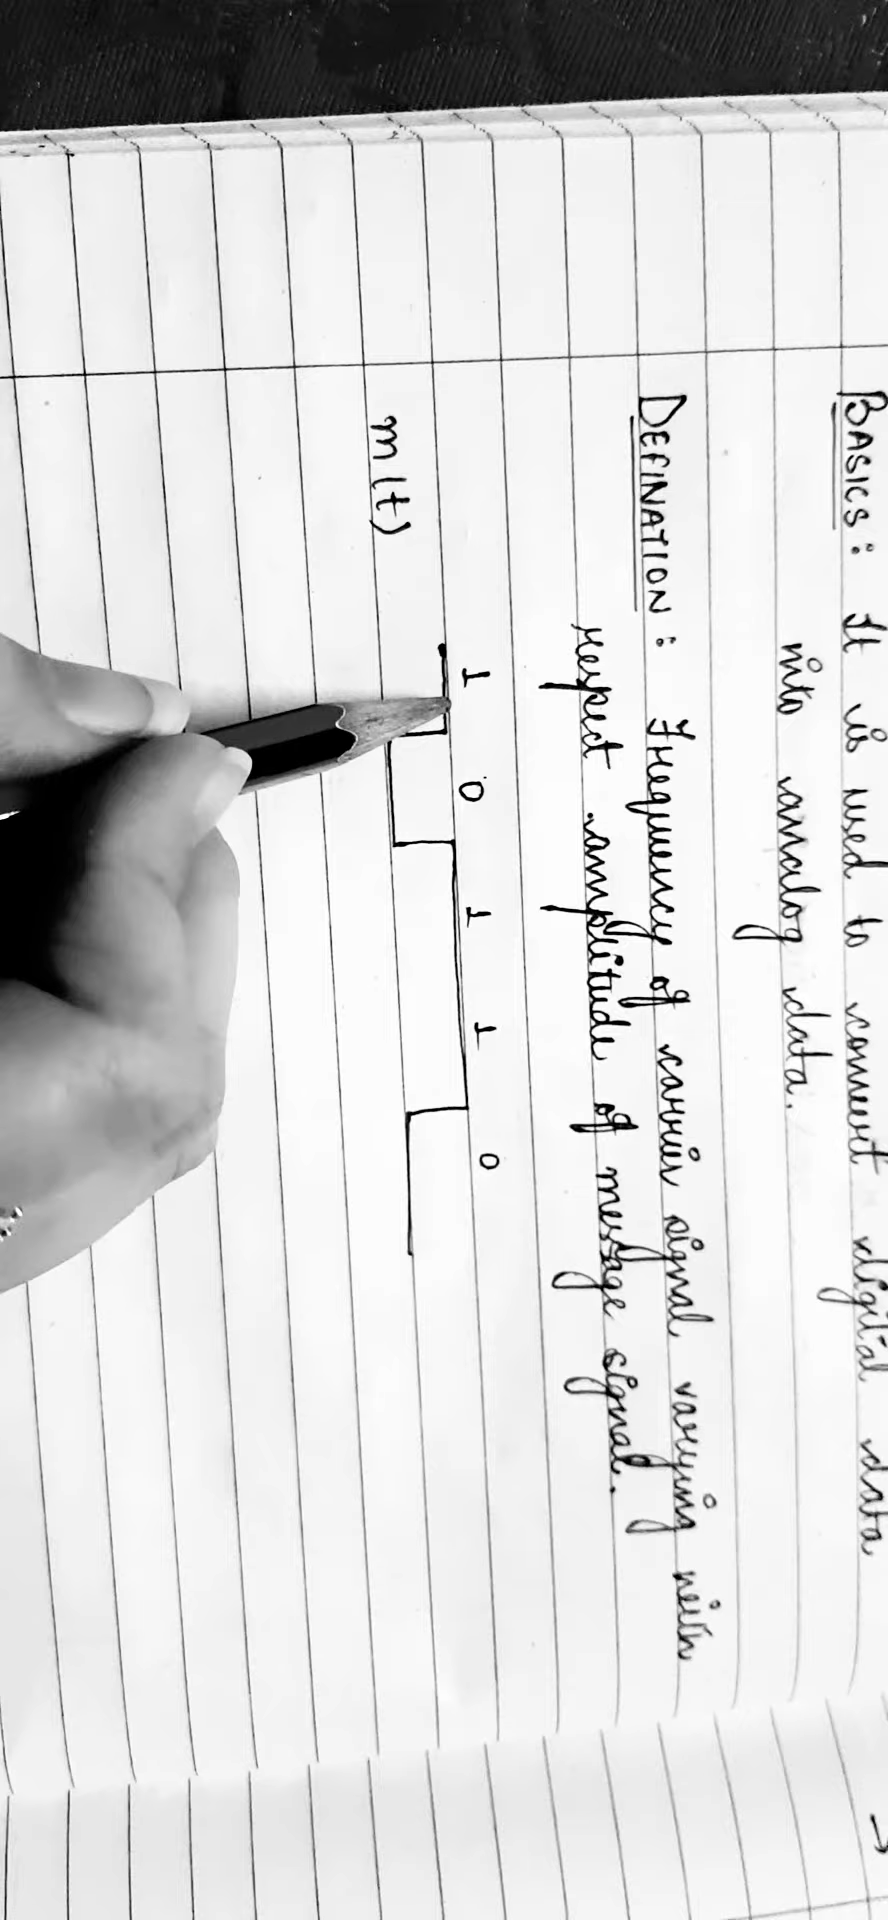 BASICS : It is used to convert digital data
into analog data.
DEFINATION : Frequency of carrier signal varying with
respect amplitude of message signal.
1 0 1 1 0
m(t)